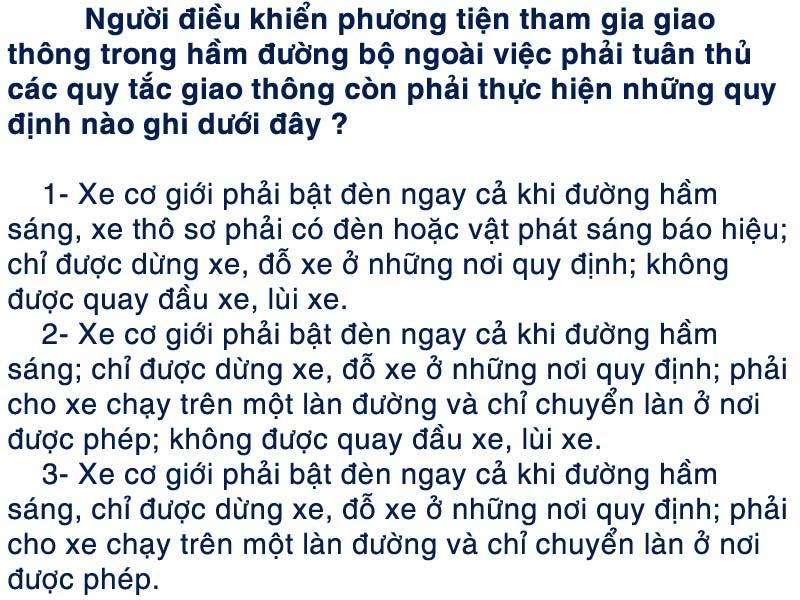 Người điều khiển phương tiện tham gia giao
thông trong hầm đường bộ ngoài việc phải tuân thủ
các quy tắc giao thông còn phải thực hiện những quy
định nào ghi dưới đây ?
1- Xe cơ giới phải bật đèn ngay cả khi đường hầm
sáng, xe thô sơ phải có đèn hoặc vật phát sáng báo hiệu;
chỉ được dừng xe, đỗ xe ở những nơi quy định; không
được quay đầu xe, lùi xe.
2- Xe cơ giới phải bật đèn ngay cả khi đường hầm
sáng; chỉ được dừng xe, đỗ xe ở những nơi quy định; phải
cho xe chạy trên một làn đường và chỉ chuyển làn ở nơi
được phép; không được quay đầu xe, lùi xe.
3- Xe cơ giới phải bật đèn ngay cả khi đường hầm
sáng, chỉ được dừng xe, đỗ xe ở những nơi quy định; phải
cho xe chạy trên một làn đường và chỉ chuyển làn ở nơi
được phép.